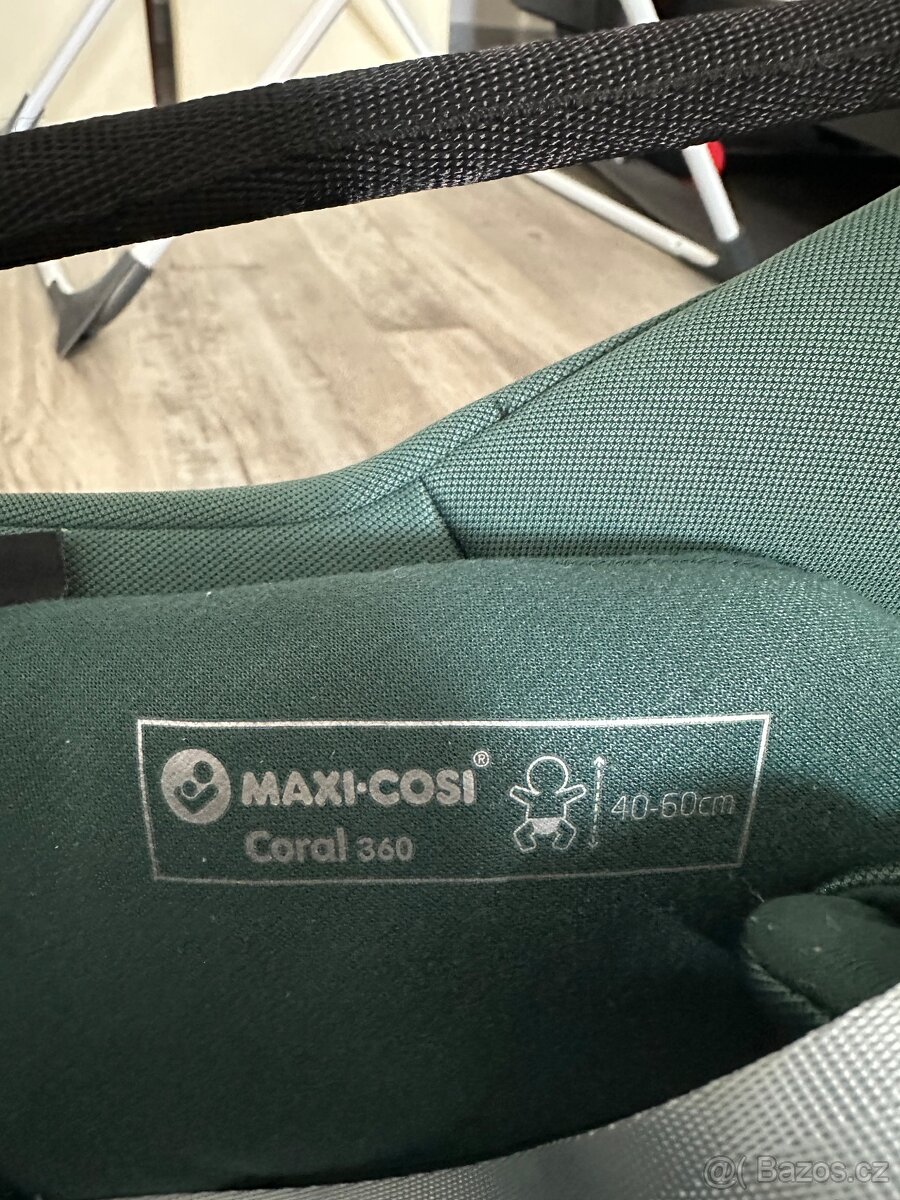 MAXI·COSI®
Coral 360
40-60cm
@( Bazos.cz